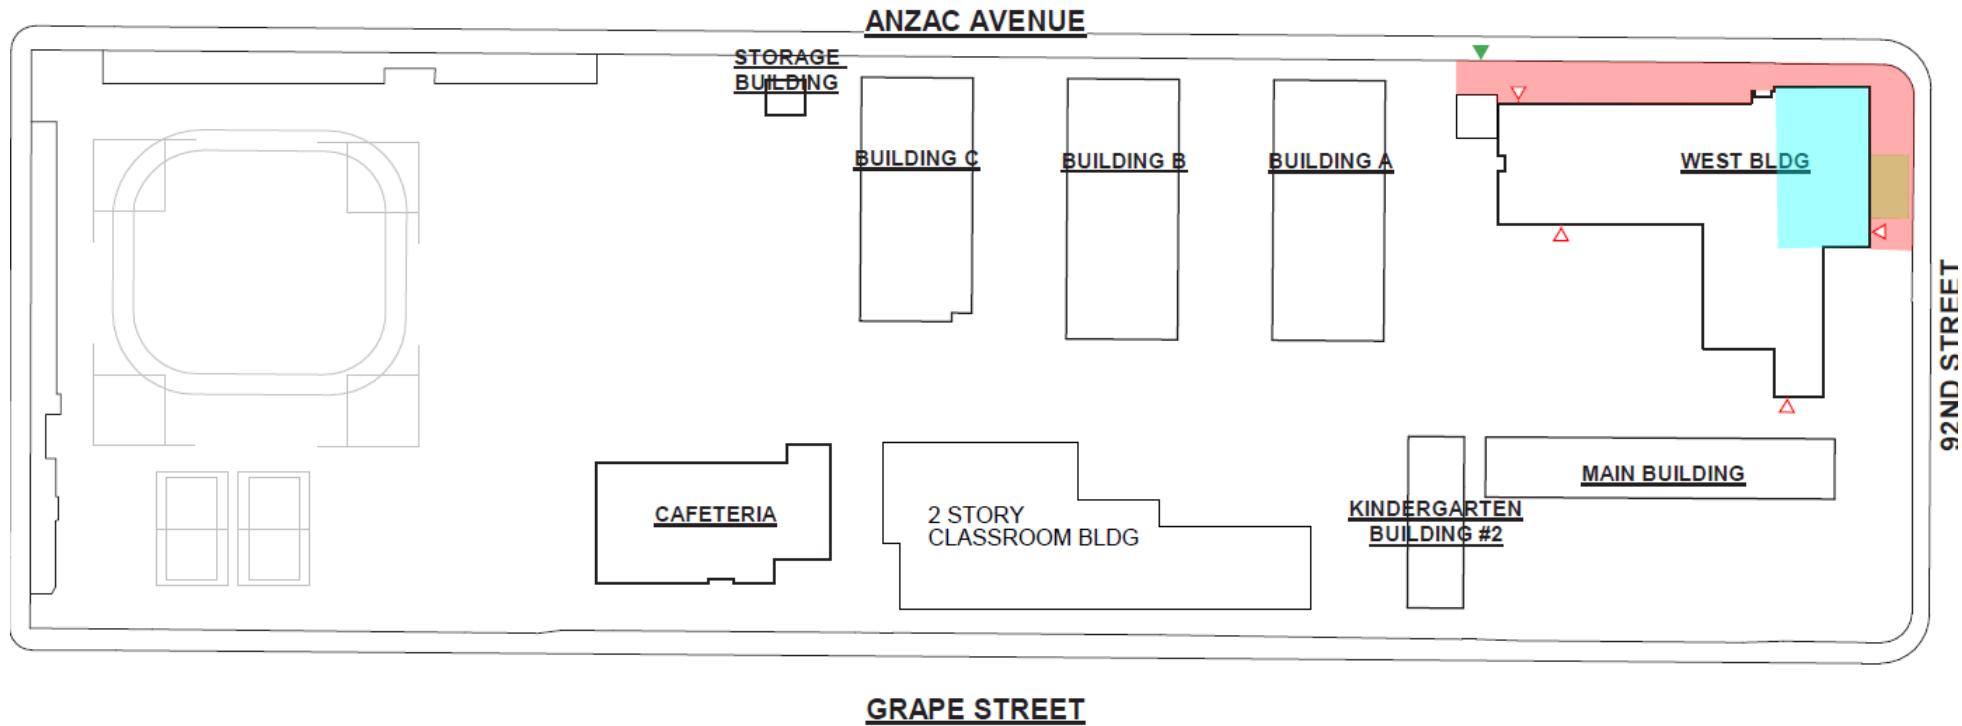 ANZAC AVENUE
STORAGE
BUILDING
BUILDING C
BUILDING B
BUILDING A
WEST BLDG
92ND STREET
CAFETERIA
2 STORY
CLASSROOM BLDG
KINDERGARTEN
BUILDING #2
MAIN BUILDING
GRAPE STREET